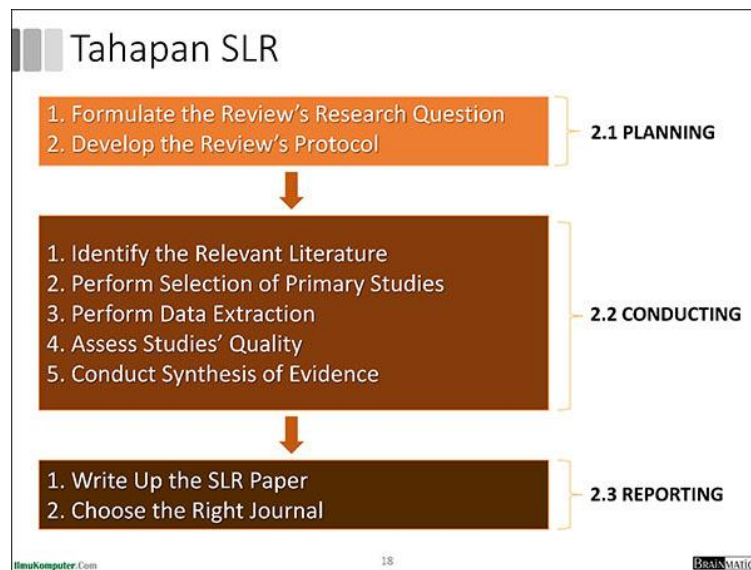 Tahapan SLR
1. Formulate the Review's Research Question
2. Develop the Review's Protocol
2.1 PLANNING
1. Identify the Relevant Literature
2. Perform Selection of Primary Studies
3. Perform Data Extraction
4. Assess Studies' Quality
5. Conduct Synthesis of Evidence
2.2 CONDUCTING
1. Write Up the SLR Paper
2. Choose the Right Journal
2.3 REPORTING
IlmuKomputer.Com
18
BRAINMATIC